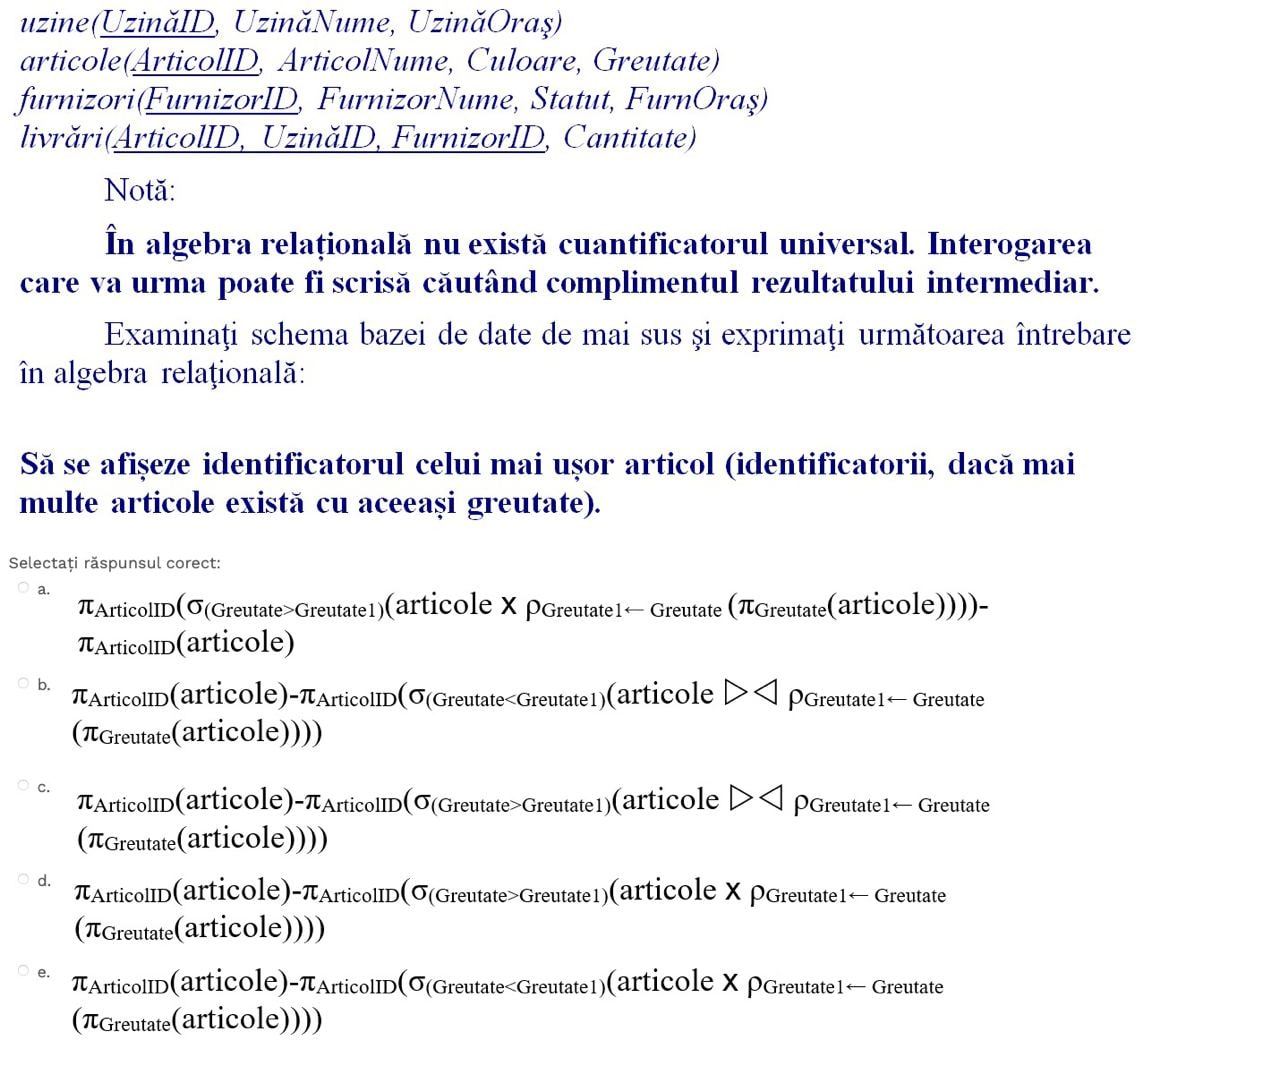 uzine(UzinăID, UzinăNume, UzinăOraş)
articole(ArticolID, ArticolNume, Culoare, Greutate)
furnizori(FurnizorID, FurnizorNume, Statut, FurnOraş)
livrări(ArticolID, UzinăID, FurnizorID, Cantitate)
Notă:
În algebra relațională nu există cuantificatorul universal. Interogarea
care va urma poate fi scrisă căutând complimentul rezultatului intermediar.
Examinaţi schema bazei de date de mai sus şi exprimaţi următoarea întrebare
în algebra relaţională:
Să se afișeze identificatorul celui mai ușor articol (identificatorii, dacă mai
multe articole există cu aceeași greutate).
Selectați răspunsul corect:
a. πArticolID(σ(Greutate>Greutate1)(articole x ρGreutate1← Greutate (πGreutate(articole))))-
πArticolID(articole)
b. πArticolID(articole)-πArticolID(σ(Greutate<Greutate1)(articole ▷◁ ρGreutate1← Greutate
(πGreutate(articole))))
c. πArticolID(articole)-πArticolID(σ(Greutate>Greutate1)(articole ▷◁ ρGreutate1← Greutate
(πGreutate(articole))))
d. πArticolID(articole)-πArticolID(σ(Greutate>Greutate1)(articole x ρGreutate1← Greutate
(πGreutate(articole))))
e. πArticolID(articole)-πArticolID(σ(Greutate<Greutate1)(articole x ρGreutate1← Greutate
(πGreutate(articole))))